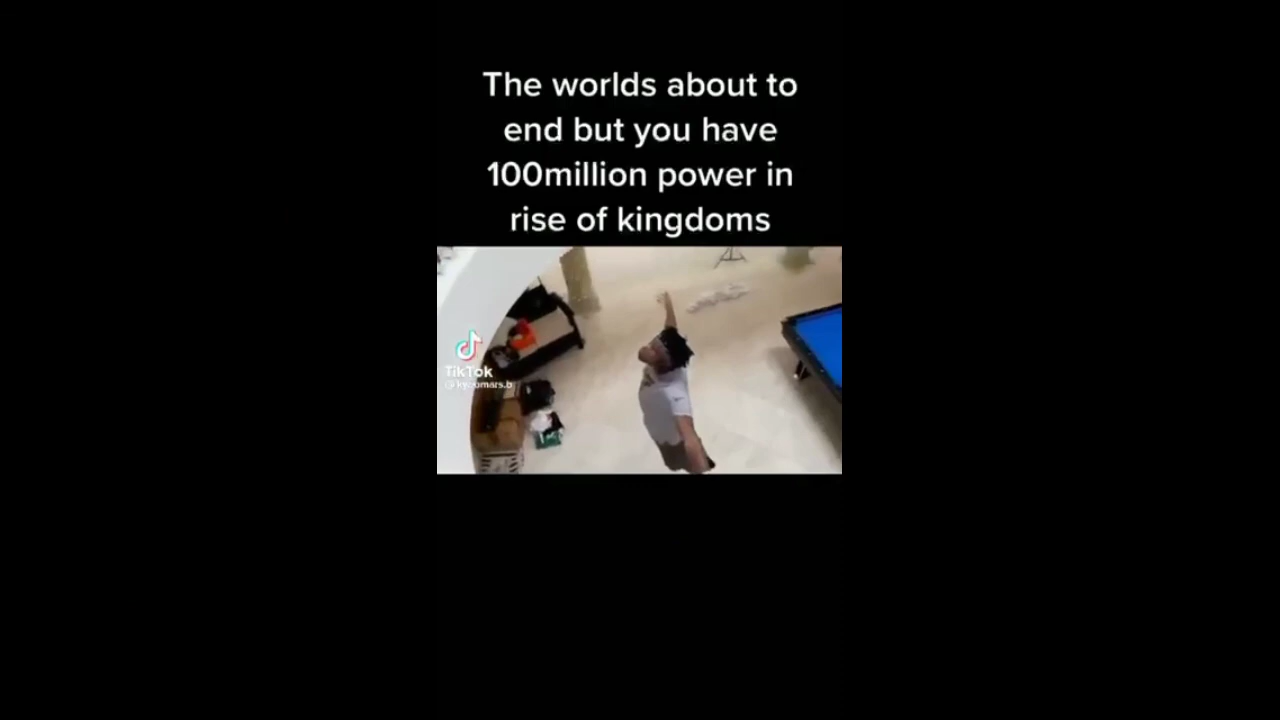 The worlds about to
end but you have
100million power in
rise of kingdoms
TikTok